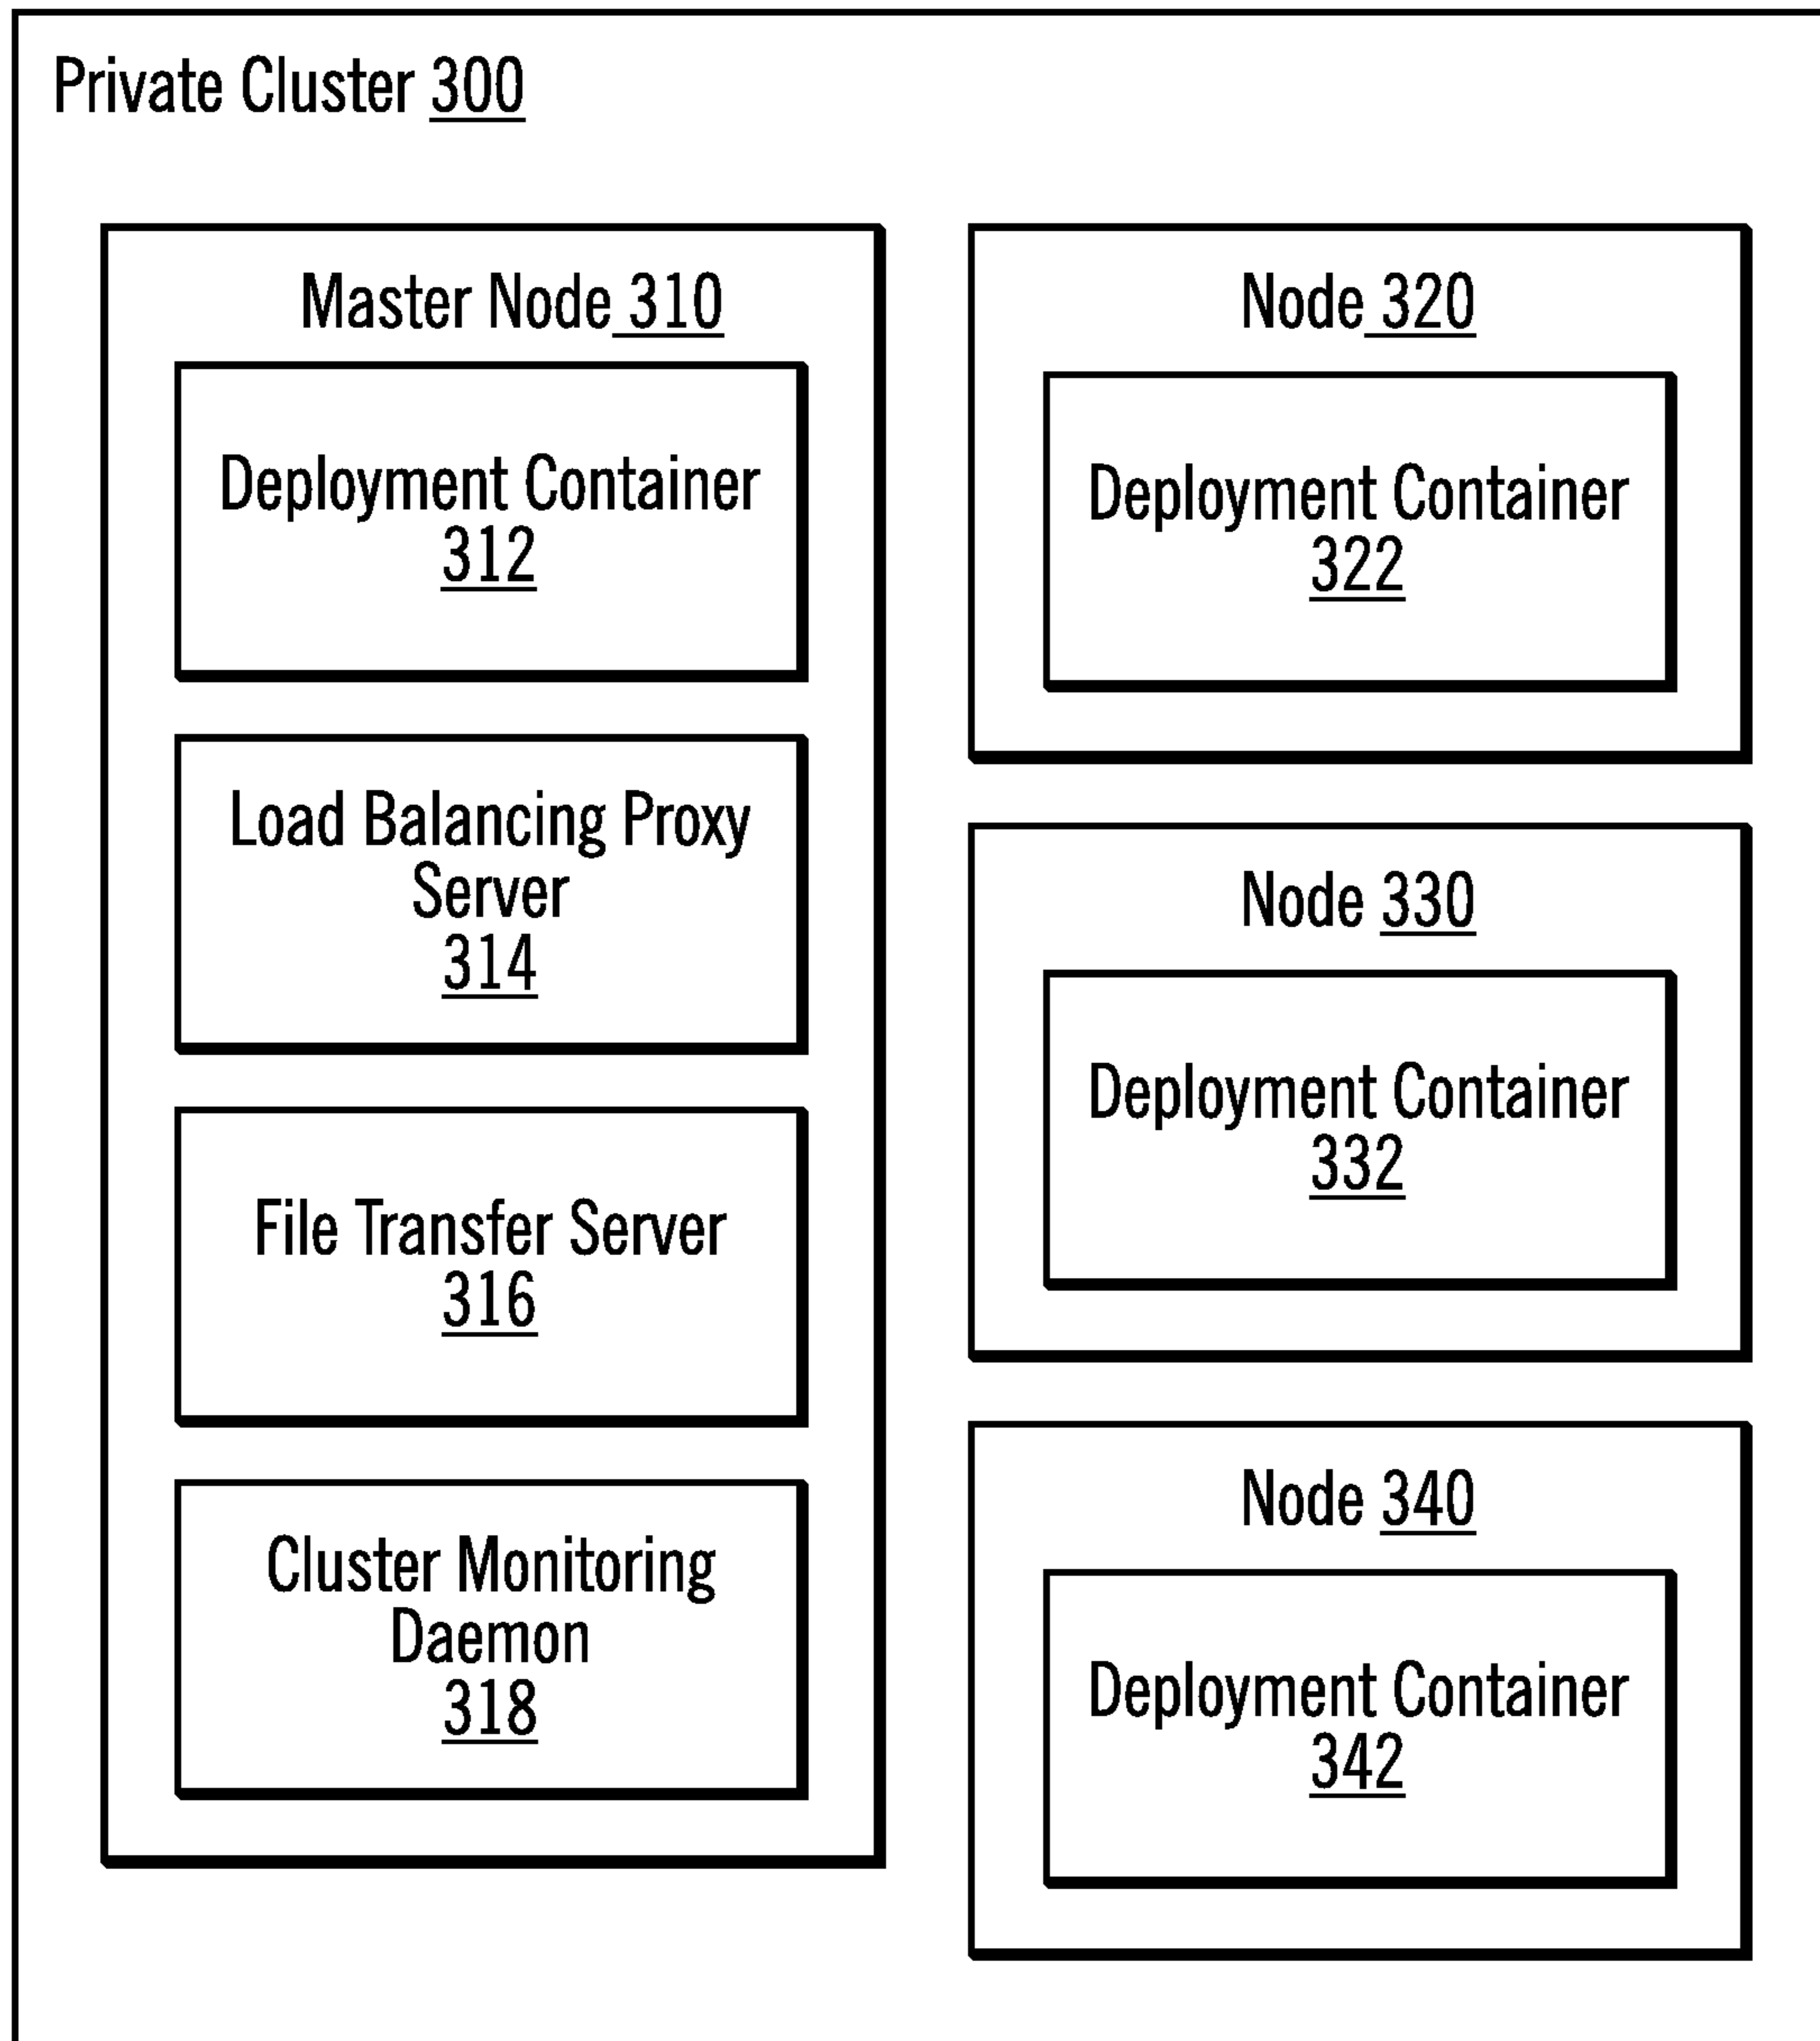 Private Cluster 300
Master Node 310
Deployment Container
312
Load Balancing Proxy
Server
314
File Transfer Server
316
Cluster Monitoring
Daemon
318
Node 320
Deployment Container
322
Node 330
Deployment Container
332
Node 340
Deployment Container
342